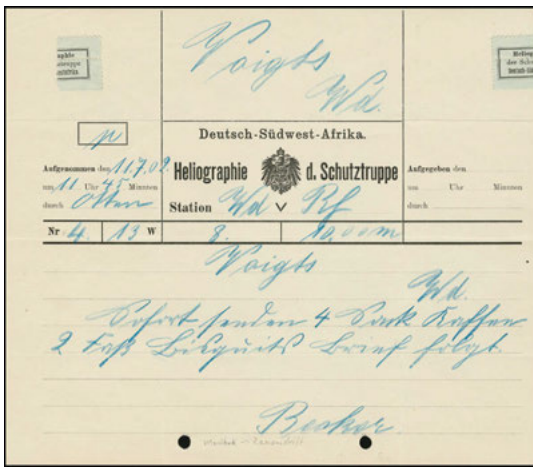 Voigts
Wd.
Deutsch-Südwest-Afrika.
Heliographie d. Schutztruppe
Station Wd v Rf
Aufgenommen den 11.7.02.
um 11 Uhr 45 Minuten
durch Otten
Aufgegeben den
um Uhr Minuten
durch
Nr 4. 13 W 8. 10.00 m
Voigts
Wd.
Sofort senden 4 Sack Kaffee
2 Faß Bisquits Brief folgt.
Becker